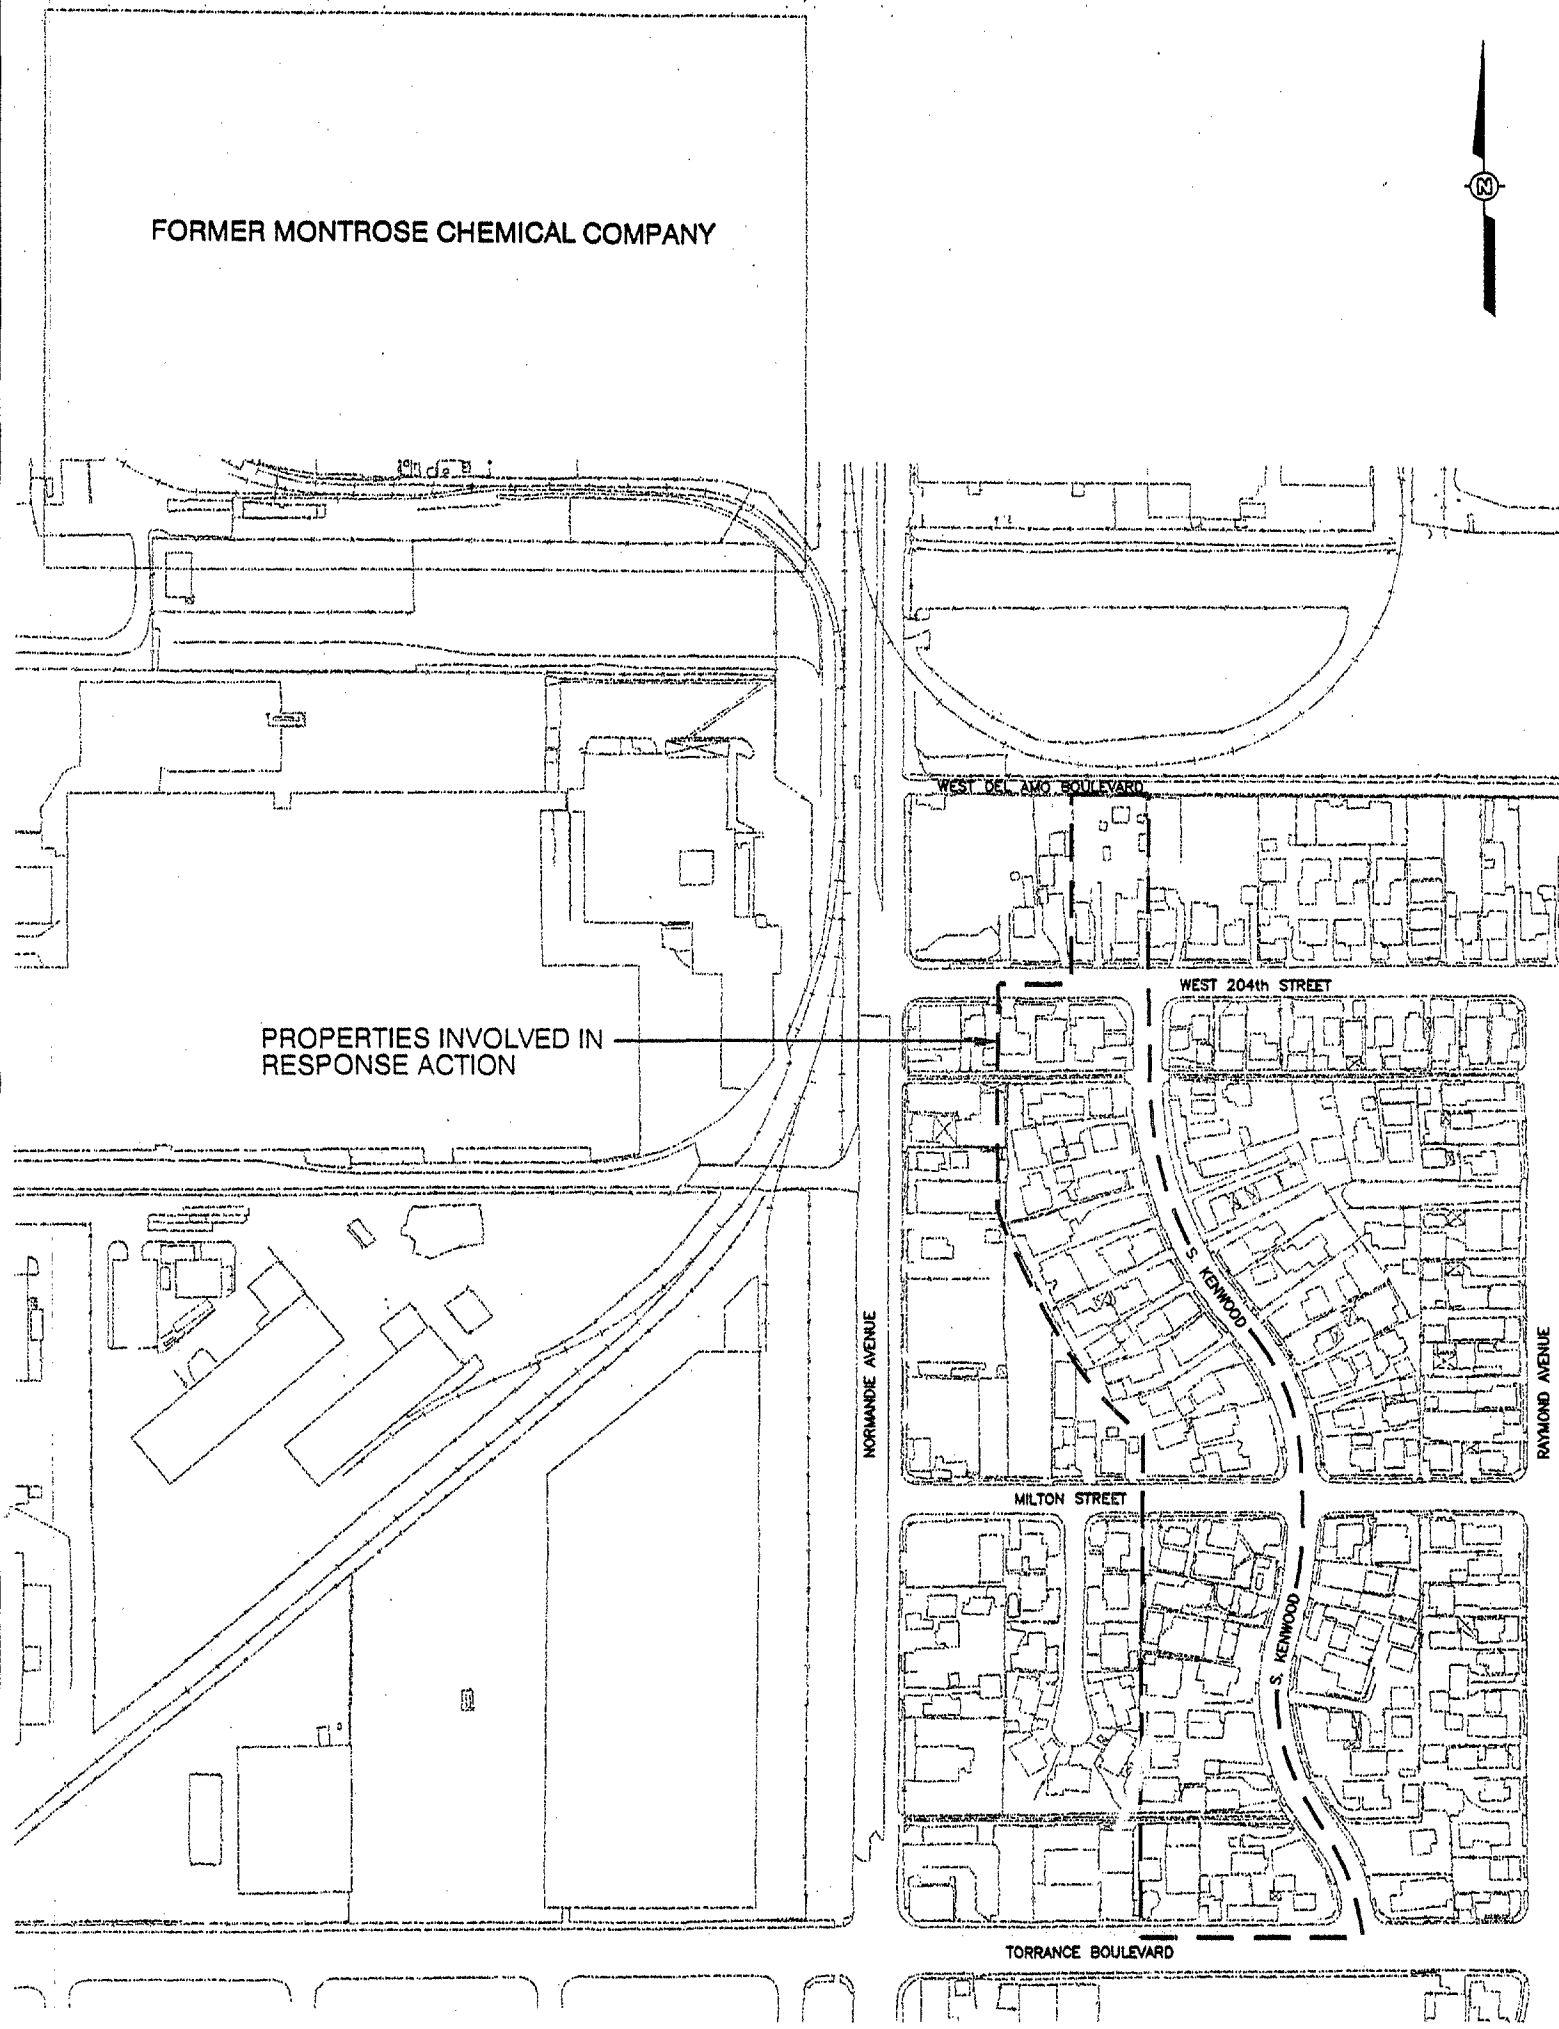 FORMER MONTROSE CHEMICAL COMPANY
N
WEST DEL AMO BOULEVARD
WEST 204th STREET
PROPERTIES INVOLVED IN
RESPONSE ACTION
S. KENWOOD
NORMANDIE AVENUE
RAYMOND AVENUE
MILTON STREET
S. KENWOOD
TORRANCE BOULEVARD